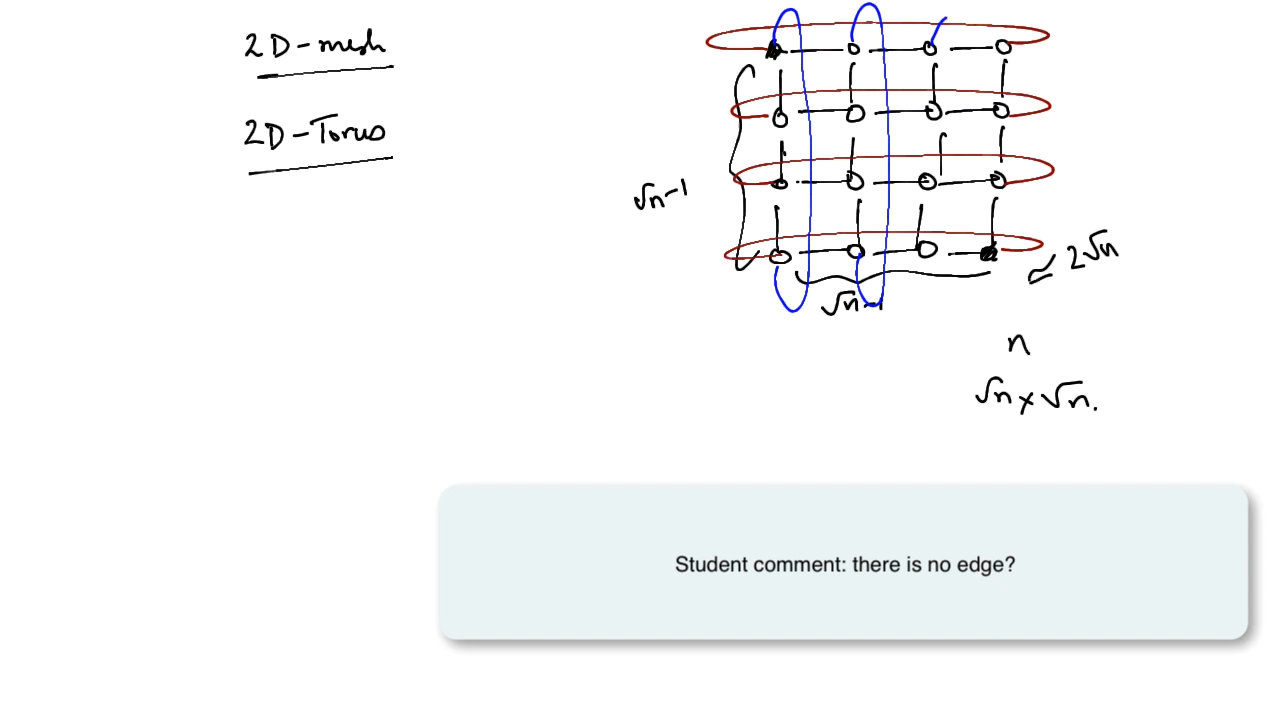 2D-mesh
2D-Torus
√n-1
≃ 2√n
√n-1
n
√n x √n.
Student comment: there is no edge?